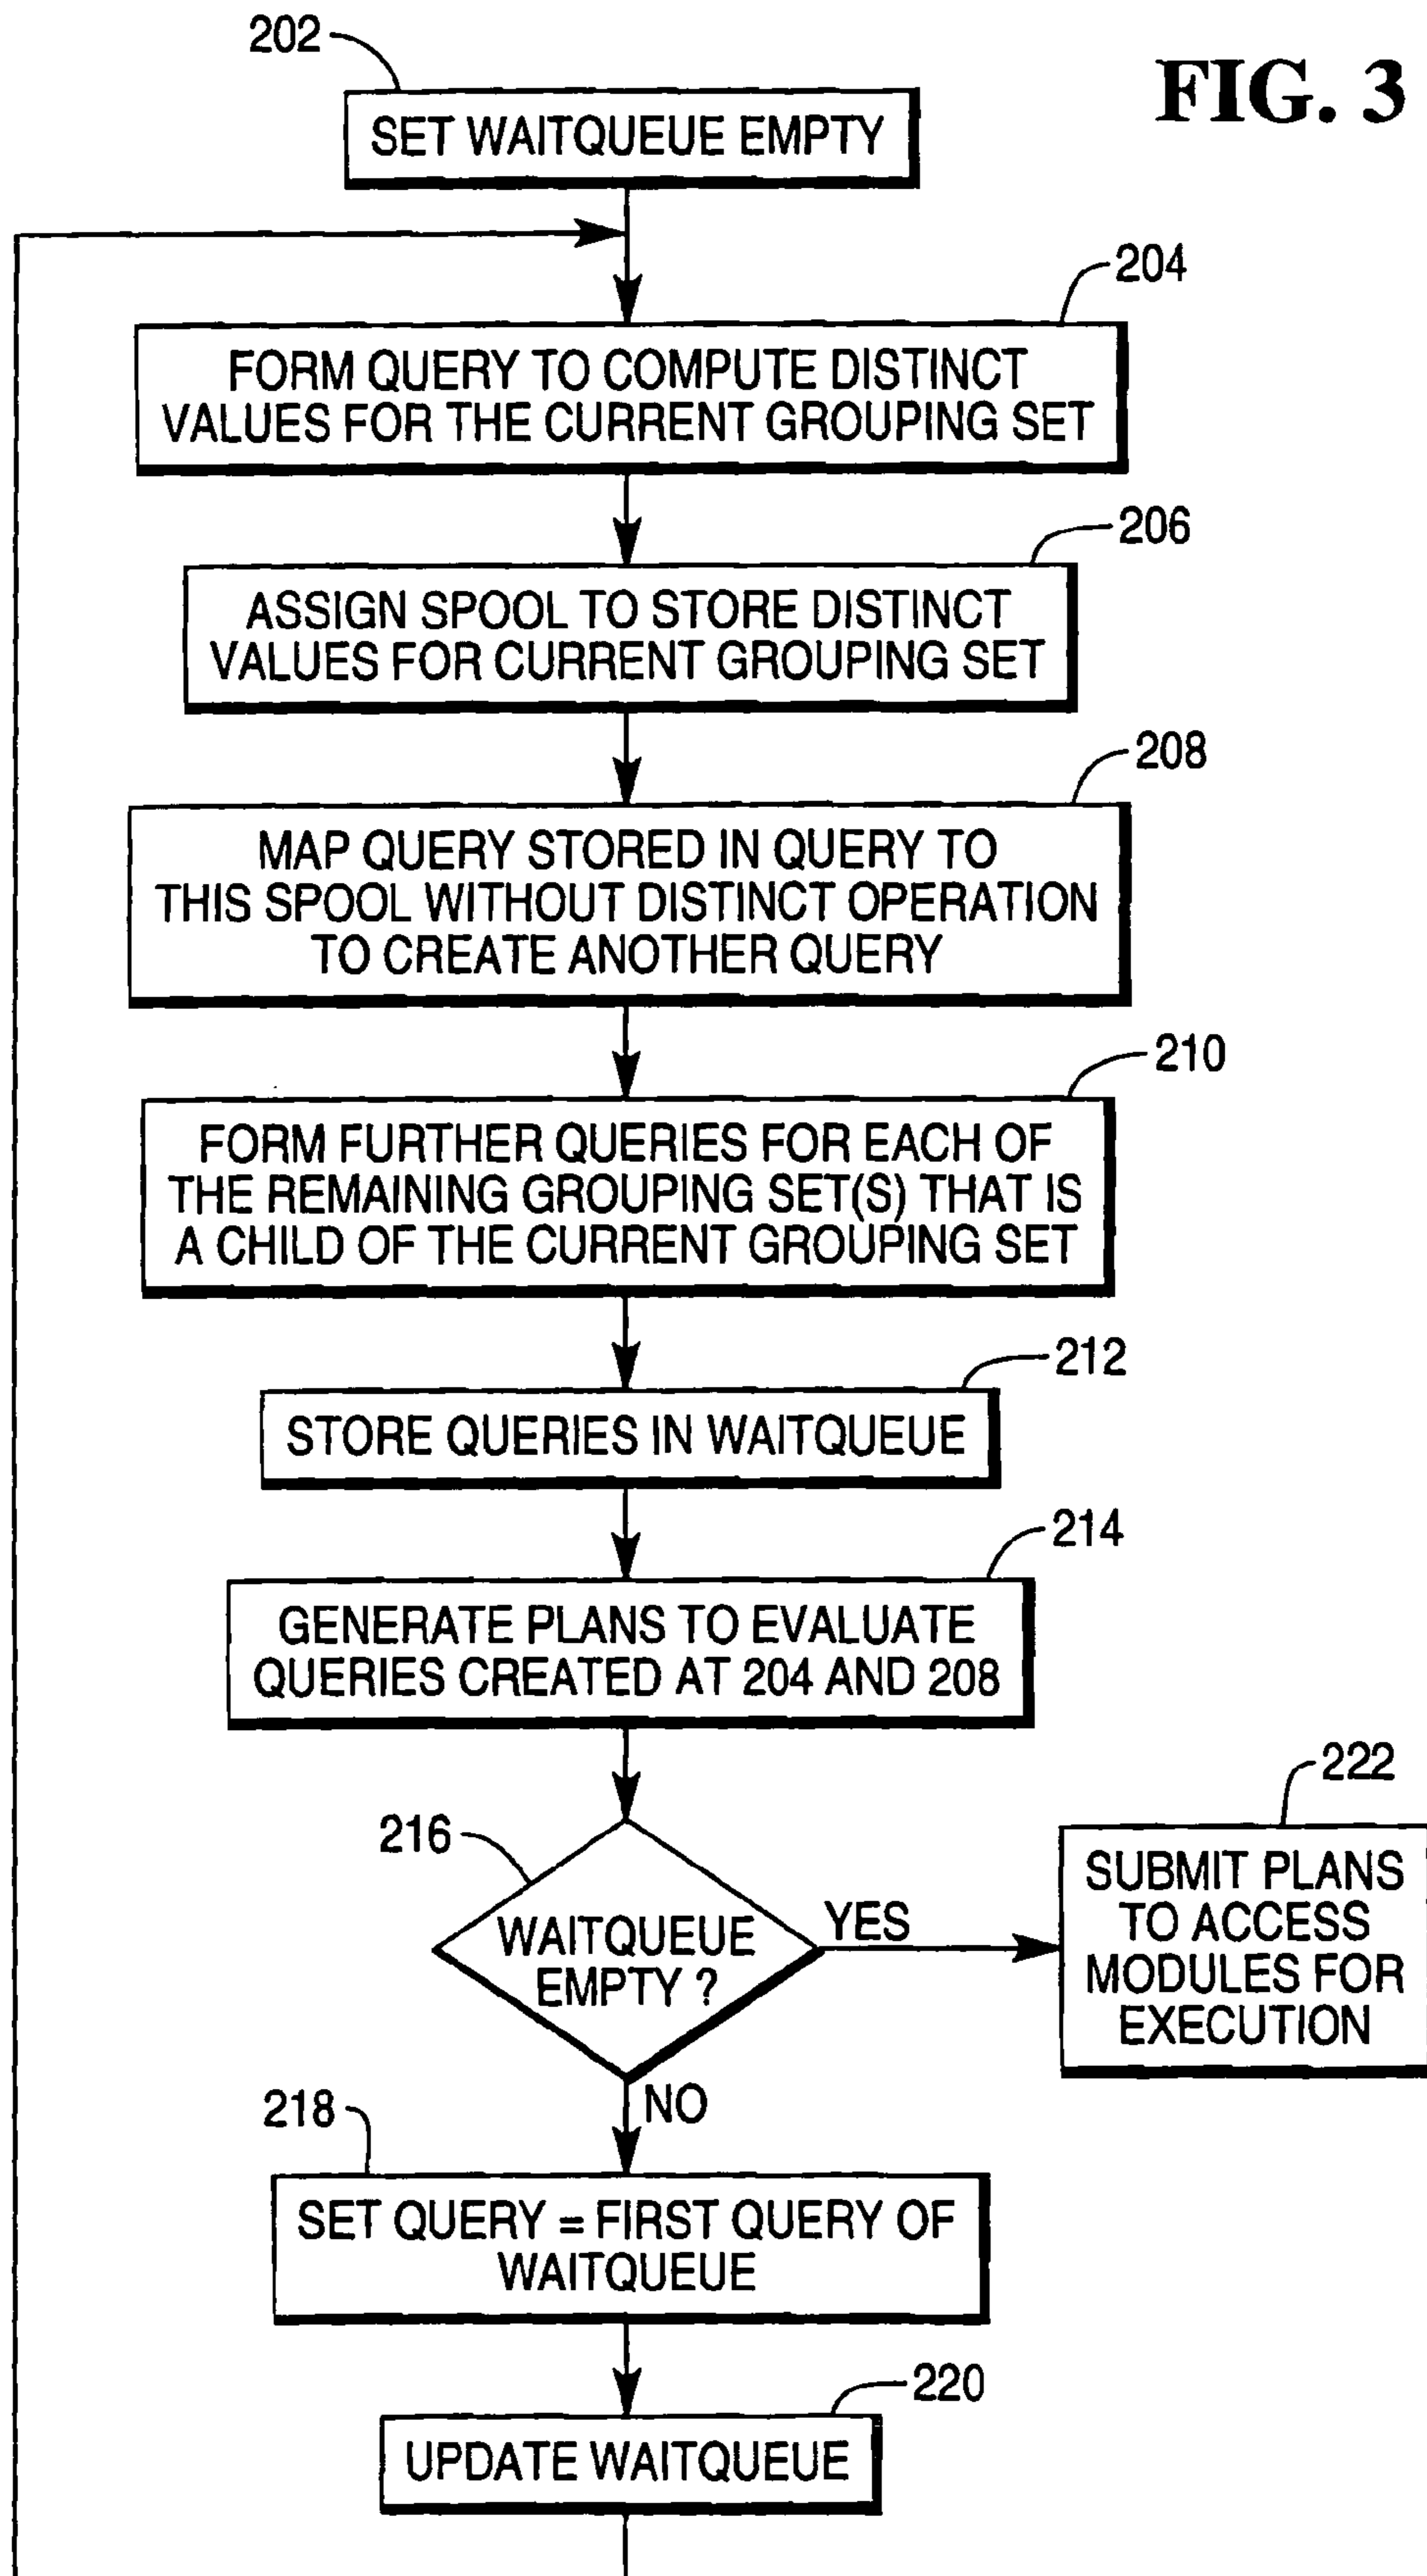 FIG. 3
202
SET WAITQUEUE EMPTY
204
FORM QUERY TO COMPUTE DISTINCT
VALUES FOR THE CURRENT GROUPING SET
206
ASSIGN SPOOL TO STORE DISTINCT
VALUES FOR CURRENT GROUPING SET
208
MAP QUERY STORED IN QUERY TO
THIS SPOOL WITHOUT DISTINCT OPERATION
TO CREATE ANOTHER QUERY
210
FORM FURTHER QUERIES FOR EACH OF
THE REMAINING GROUPING SET(S) THAT IS
A CHILD OF THE CURRENT GROUPING SET
212
STORE QUERIES IN WAITQUEUE
214
GENERATE PLANS TO EVALUATE
QUERIES CREATED AT 204 AND 208
216
WAITQUEUE
EMPTY ?
YES
222
SUBMIT PLANS
TO ACCESS
MODULES FOR
EXECUTION
NO
218
SET QUERY = FIRST QUERY OF
WAITQUEUE
220
UPDATE WAITQUEUE